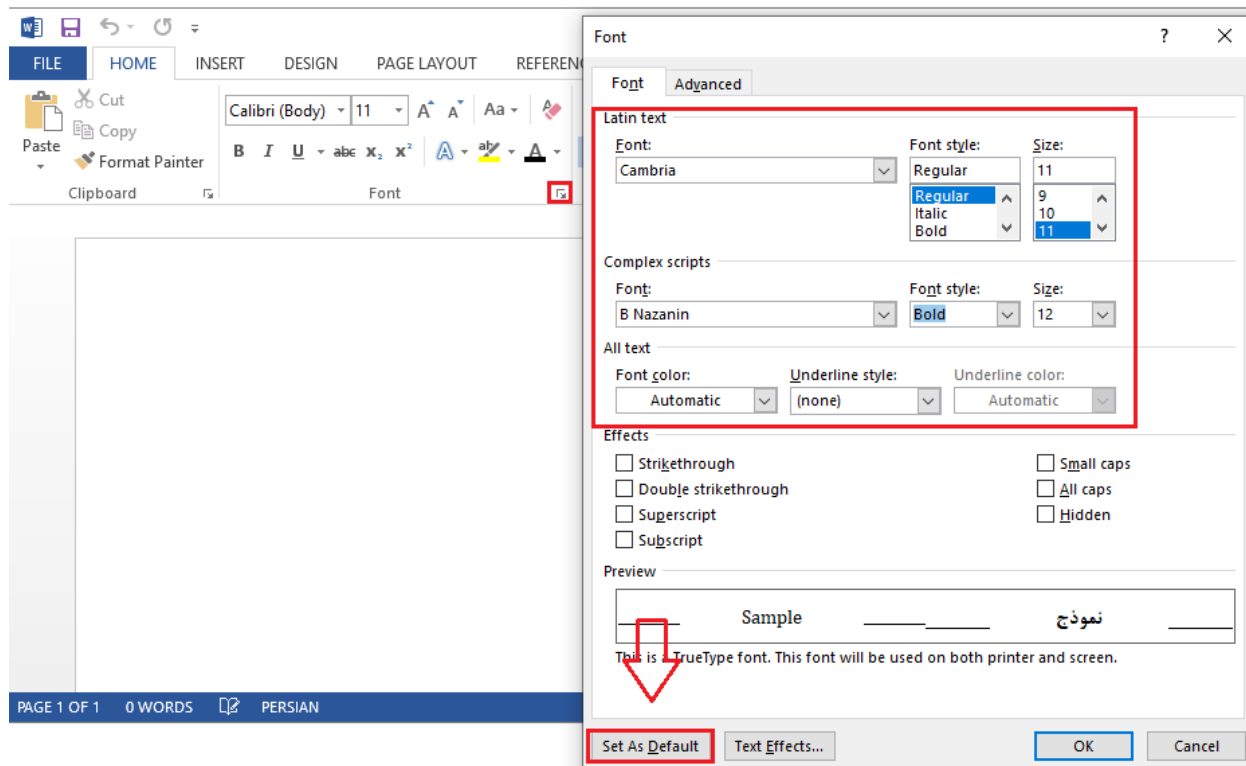 FILE HOME INSERT DESIGN PAGE LAYOUT REFEREN
Cut
Copy
Paste
Format Painter
Clipboard
Calibri (Body) 11 Aa
B I U abc X₂ X² A aby A
Font
Font ? ×
Font Advanced
Latin text
Font: Font style: Size:
Cambria Regular 11
Regular 9
Italic 10
Bold 11
Complex scripts
Font: Font style: Size:
B Nazanin Bold 12
All text
Font color: Underline style: Underline color:
Automatic (none) Automatic
Effects
Strikethrough Small caps
Double strikethrough All caps
Superscript Hidden
Subscript
Preview
Sample نموذج
This is a TrueType font. This font will be used on both printer and screen.
PAGE 1 OF 1 0 WORDS PERSIAN
Set As Default Text Effects... OK Cancel